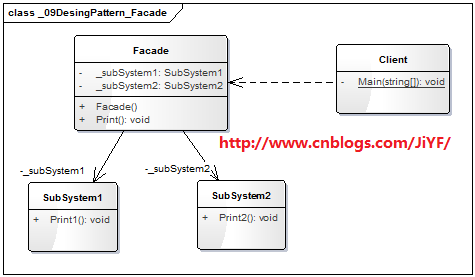 class _09DesingPattern_Facade
Facade
- _subSystem1: SubSystem1
- _subSystem2: SubSystem2
+ Facade()
+ Print(): void
Client
- Main(string[]): void
http://www.cnblogs.com/JiYF/
-_subSystem1
-_subSystem2
SubSystem1
+ Print1(): void
SubSystem2
+ Print2(): void